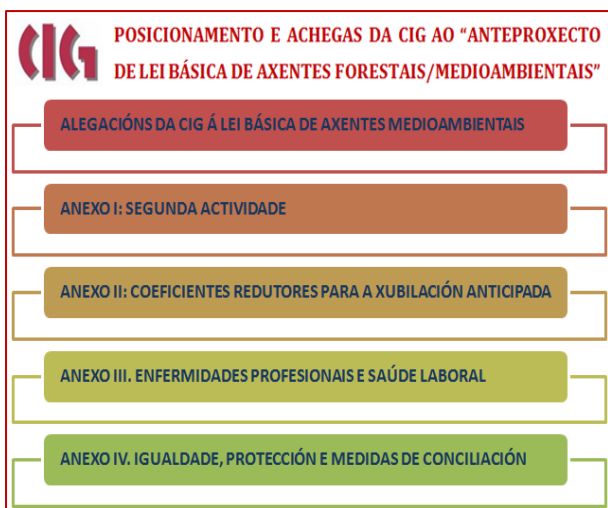 CIG
POSICIONAMENTO E ACHEGAS DA CIG AO "ANTEPROXECTO
DE LEI BÁSICA DE AXENTES FORESTAIS/MEDIOAMBIENTAIS"
ALEGACIÓNS DA CIG Á LEI BÁSICA DE AXENTES MEDIOAMBIENTAIS
ANEXO I: SEGUNDA ACTIVIDADE
ANEXO II: COEFICIENTES REDUTORES PARA A XUBILACIÓN ANTICIPADA
ANEXO III. ENFERMIDADES PROFESIONAIS E SAÚDE LABORAL
ANEXO IV. IGUALDADE, PROTECCIÓN E MEDIDAS DE CONCILIACIÓN